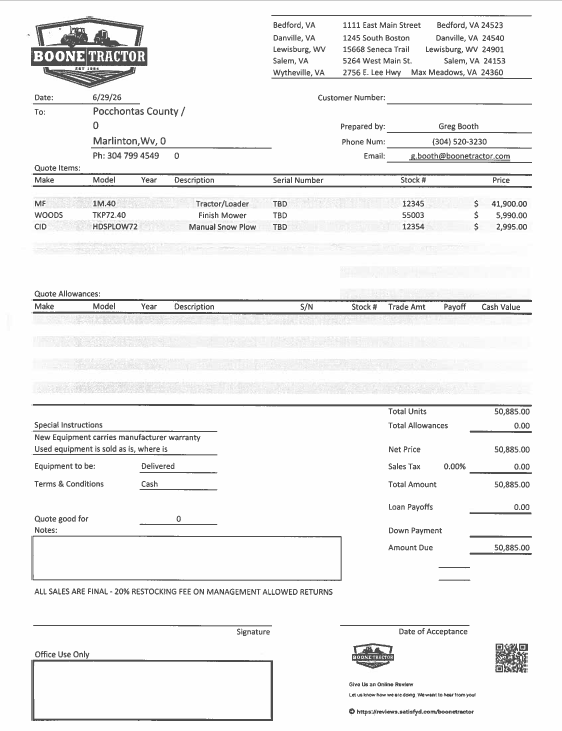 BOONE TRACTOR
EST 1989
Bedford, VA 1111 East Main Street Bedford, VA 24523
Danville, VA 1245 South Boston Danville, VA 24540
Lewisburg, WV 15668 Seneca Trail Lewisburg, WV 24901
Salem, VA 5264 West Main St. Salem, VA 24153
Wytheville, VA 2756 E. Lee Hwy Max Meadows, VA 24360
Date: 6/29/26 Customer Number:
To: Pocchontas County /
0 Prepared by: Greg Booth
Marlinton,Wv, 0 Phone Num: (304) 520-3230
Ph: 304 799 4549 0 Email: g.booth@boonetractor.com
Quote Items:
Make Model Year Description Serial Number Stock # Price
MF 1M.40 Tractor/Loader TBD 12345 $ 41,900.00
WOODS TKP72.40 Finish Mower TBD 55003 $ 5,990.00
CID HDSPLOW72 Manual Snow Plow TBD 12354 $ 2,995.00
Quote Allowances:
Make Model Year Description S/N Stock # Trade Amt Payoff Cash Value
Total Units 50,885.00
Special Instructions Total Allowances 0.00
New Equipment carries manufacturer warranty
Used equipment is sold as is, where is Net Price 50,885.00
Equipment to be: Delivered Sales Tax 0.00% 0.00
Terms & Conditions Cash Total Amount 50,885.00
Loan Payoffs 0.00
Quote good for 0
Notes: Down Payment
Amount Due 50,885.00
ALL SALES ARE FINAL - 20% RESTOCKING FEE ON MANAGEMENT ALLOWED RETURNS
Signature Date of Acceptance
Office Use Only
BOONE TRACTOR
Give Us an Online Review
Let us know how we are doing We want to hear from you!
https://reviews.satisfyd.com/boonetractor